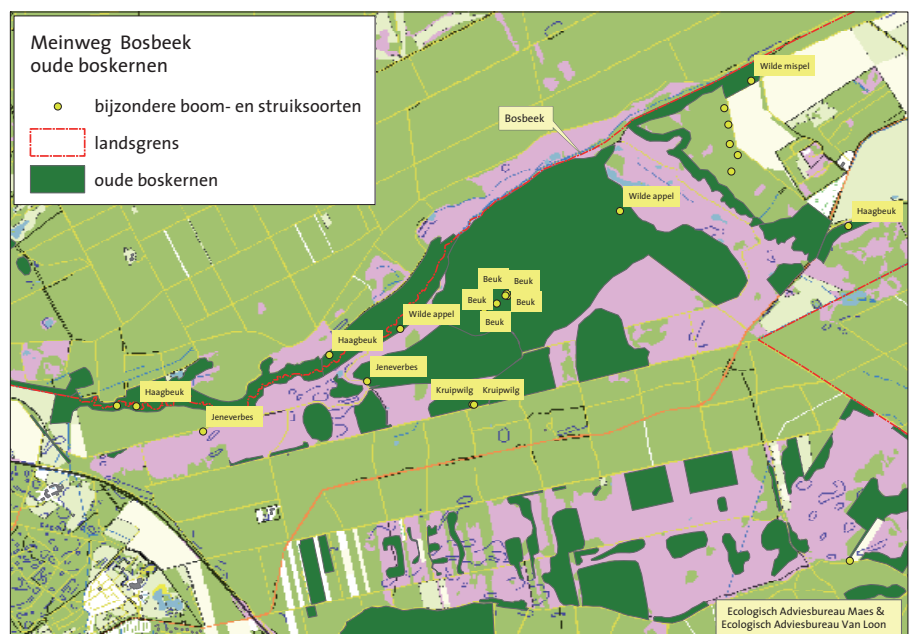 Meinweg Bosbeek
oude boskernen
bijzondere boom- en struiksoorten
landsgrens
oude boskernen
Wilde mispel
Bosbeek
Wilde appel
Haagbeuk
Beuk
Beuk
Beuk
Beuk
Beuk
Wilde appel
Haagbeuk
Jeneverbes
Haagbeuk
Kruipwilg Kruipwilg
Jeneverbes
Ecologisch Adviesbureau Maes &
Ecologisch Adviesbureau Van Loon